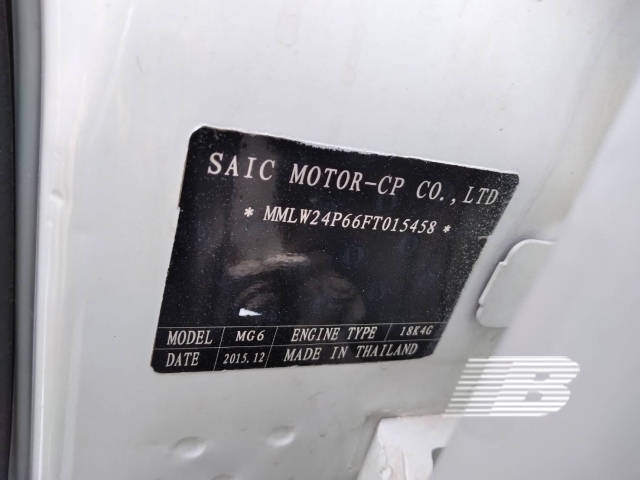 SAIC MOTOR-CP CO.,LTD
* MMLW24P66FT015458 *
MODEL MG6 ENGINE TYPE 18K4G
DATE 2015.12 MADE IN THAILAND
B